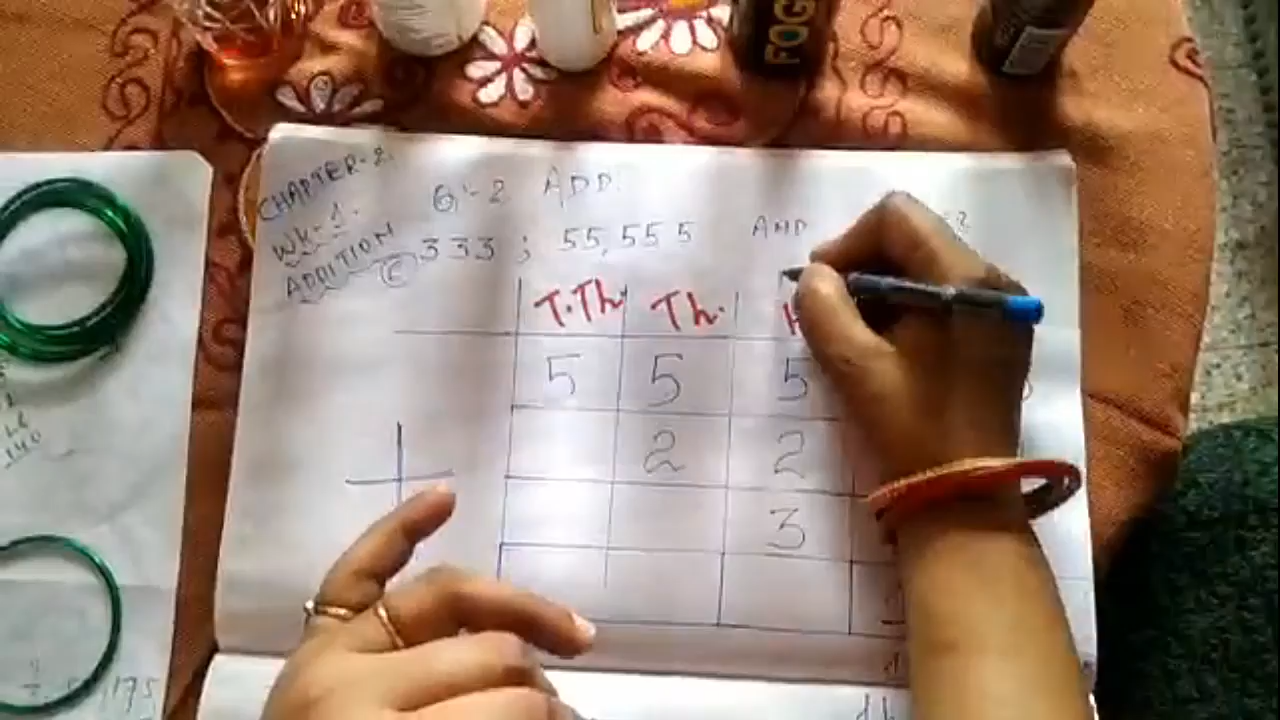 FOG
CHAPTER-2.
Q-2 ADD.
WK-1.
ADDITION
C 333 ; 55,555 AND
T.Th Th. H
5 5 5
2 2
3